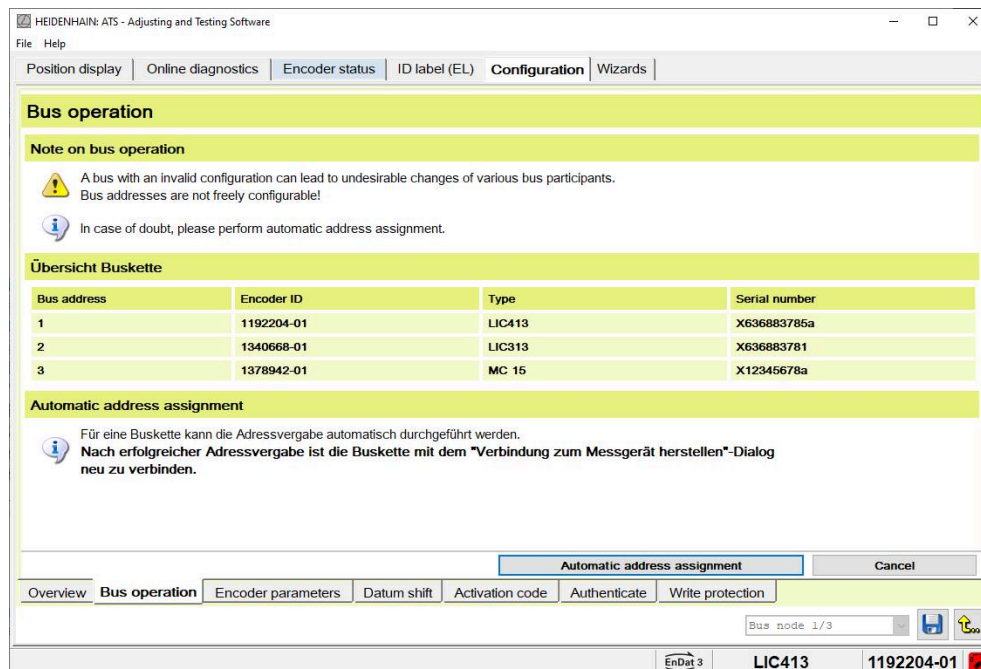 HEIDENHAIN: ATS - Adjusting and Testing Software
File Help
Position display Online diagnostics Encoder status ID label (EL) Configuration Wizards
Bus operation
Note on bus operation
A bus with an invalid configuration can lead to undesirable changes of various bus participants.
Bus addresses are not freely configurable!
In case of doubt, please perform automatic address assignment.
Übersicht Buskette
Bus address Encoder ID Type Serial number
1 1192204-01 LIC413 X636883785a
2 1340668-01 LIC313 X636883781
3 1378942-01 MC 15 X12345678a
Automatic address assignment
Für eine Buskette kann die Adressvergabe automatisch durchgeführt werden.
Nach erfolgreicher Adressvergabe ist die Buskette mit dem "Verbindung zum Messgerät herstellen"-Dialog
neu zu verbinden.
Automatic address assignment Cancel
Overview Bus operation Encoder parameters Datum shift Activation code Authenticate Write protection
Bus node 1/3
EnDat 3 LIC413 1192204-01